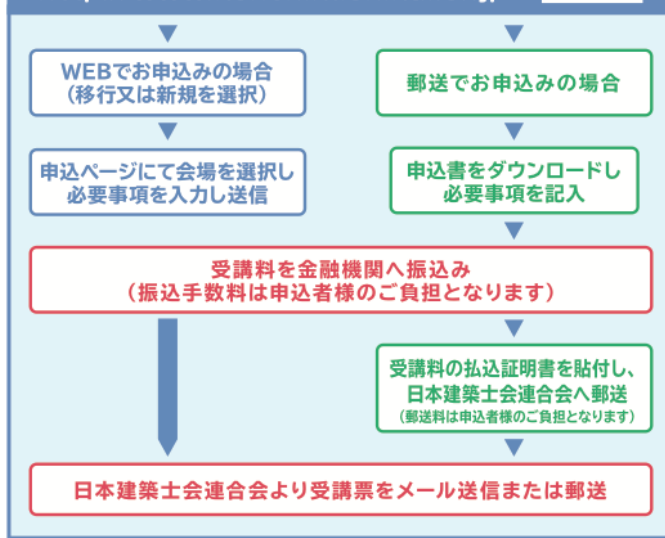 WEBでお申込みの場合
(移行又は新規を選択)
郵送でお申込みの場合
申込ページにて会場を選択し
必要事項を入力し送信
申込書をダウンロードし
必要事項を記入
受講料を金融機関へ振込み
(振込手数料は申込者様のご負担となります)
受講料の払込証明書を貼付し、
日本建築士会連合会へ郵送
(郵送料は申込者様のご負担となります)
日本建築士会連合会より受講票をメール送信または郵送